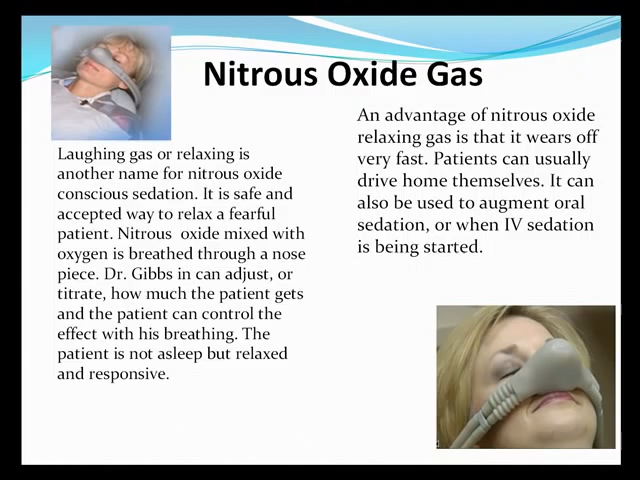 Nitrous Oxide Gas
Laughing gas or relaxing is
another name for nitrous oxide
conscious sedation. It is safe and
accepted way to relax a fearful
patient. Nitrous  oxide mixed with
oxygen is breathed through a nose
piece. Dr. Gibbs in can adjust, or
titrate, how much the patient gets
and the patient can control the
effect with his breathing. The
patient is not asleep but relaxed
and responsive.
An advantage of nitrous oxide
relaxing gas is that it wears off
very fast. Patients can usually
drive home themselves. It can
also be used to augment oral
sedation, or when IV sedation
is being started.